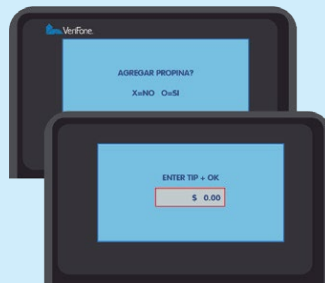 VeriFone
AGREGAR PROPINA?
X=NO O=SI
ENTER TIP + OK
$ 0.00